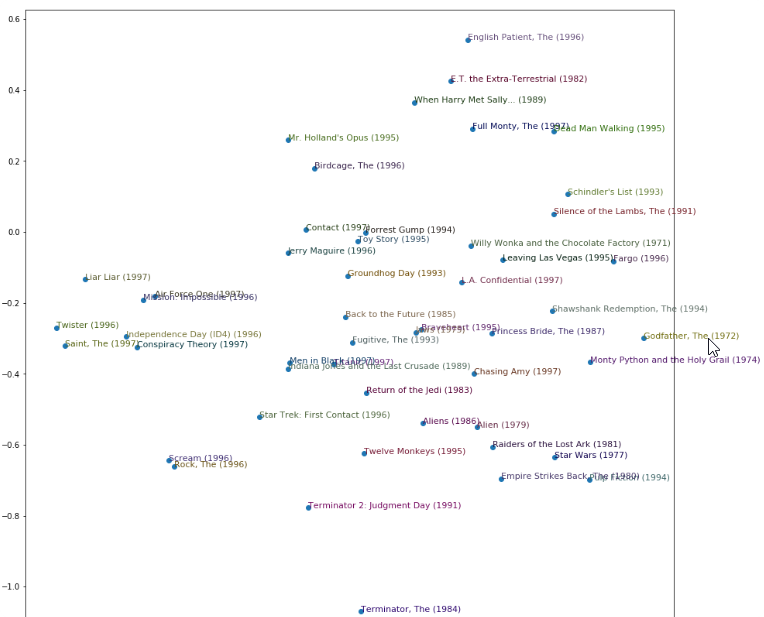 0.6
English Patient, The (1996)
E.T. the Extra-Terrestrial (1982)
0.4
When Harry Met Sally... (1989)
Full Monty, The (1997)
Dead Man Walking (1995)
Mr. Holland's Opus (1995)
0.2
Birdcage, The (1996)
Schindler's List (1993)
Silence of the Lambs, The (1991)
Contact (1997)
Forrest Gump (1994)
0.0
Toy Story (1995)
Willy Wonka and the Chocolate Factory (1971)
Jerry Maguire (1996)
Leaving Las Vegas (1995)
Fargo (1996)
Liar Liar (1997)
Groundhog Day (1993)
L.A. Confidential (1997)
Air Force One (1997)
Mission: Impossible (1996)
−0.2
Shawshank Redemption, The (1994)
Back to the Future (1985)
Twister (1996)
Braveheart (1995)
Jaws (1975)
Princess Bride, The (1987)
Independence Day (ID4) (1996)
Godfather, The (1972)
Saint, The (1997)
Conspiracy Theory (1997)
Fugitive, The (1993)
Men in Black (1997)
Titanic (1997)
Monty Python and the Holy Grail (1974)
Indiana Jones and the Last Crusade (1989)
−0.4
Chasing Amy (1997)
Return of the Jedi (1983)
Star Trek: First Contact (1996)
Aliens (1986)
Alien (1979)
−0.6
Raiders of the Lost Ark (1981)
Twelve Monkeys (1995)
Star Wars (1977)
Scream (1996)
Rock, The (1996)
Empire Strikes Back, The (1980)
Pulp Fiction (1994)
Terminator 2: Judgment Day (1991)
−0.8
−1.0
Terminator, The (1984)